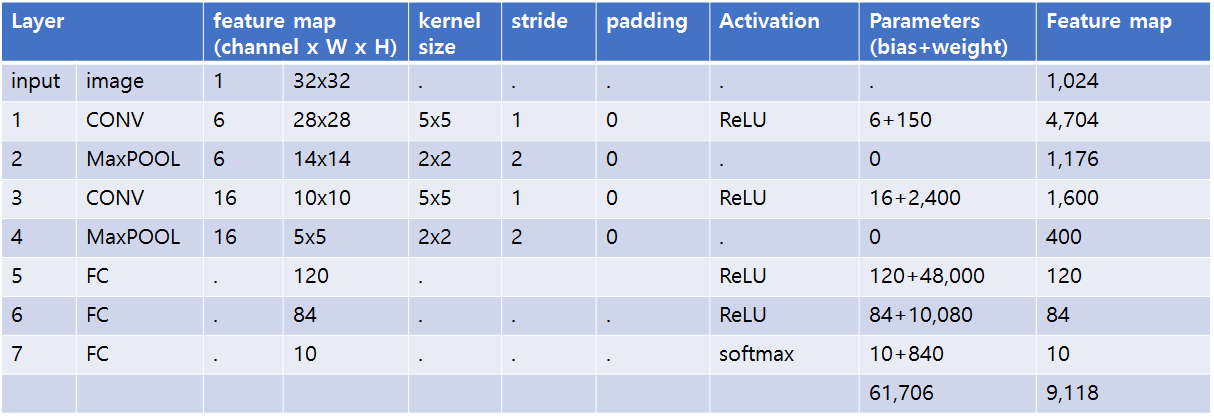 Layer feature map (channel x W x H) kernel size stride padding Activation Parameters (bias+weight) Feature map
input image 1 32x32 . . . . . 1,024
1 CONV 6 28x28 5x5 1 0 ReLU 6+150 4,704
2 MaxPOOL 6 14x14 2x2 2 0 . 0 1,176
3 CONV 16 10x10 5x5 1 0 ReLU 16+2,400 1,600
4 MaxPOOL 16 5x5 2x2 2 0 . 0 400
5 FC . 120 . ReLU 120+48,000 120
6 FC . 84 . . . ReLU 84+10,080 84
7 FC . 10 . . . softmax 10+840 10
61,706 9,118